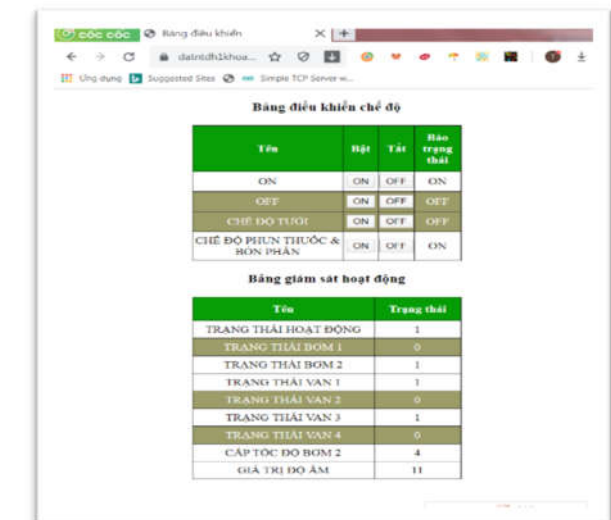 cốc cốc Bảng điều khiển
datntdh1khoa...
Ứng dụng Suggested Sites Simple TCP Server w...
Bảng điều khiển chế độ
Tên Bật Tắt Báo trạng thái
ON ON OFF ON
OFF ON OFF OFF
CHẾ ĐỘ TƯỚI ON OFF OFF
CHẾ ĐỘ PHUN THUỐC & BÓN PHÂN ON OFF ON
Bảng giám sát hoạt động
Tên Trạng thái
TRẠNG THÁI HOẠT ĐỘNG 1
TRẠNG THÁI BƠM 1 0
TRẠNG THÁI BƠM 2 1
TRẠNG THÁI VAN 1 1
TRẠNG THÁI VAN 2 0
TRẠNG THÁI VAN 3 1
TRẠNG THÁI VAN 4 0
CẤP TỐC ĐỘ BƠM 2 4
GIÁ TRỊ ĐỘ ẨM 11